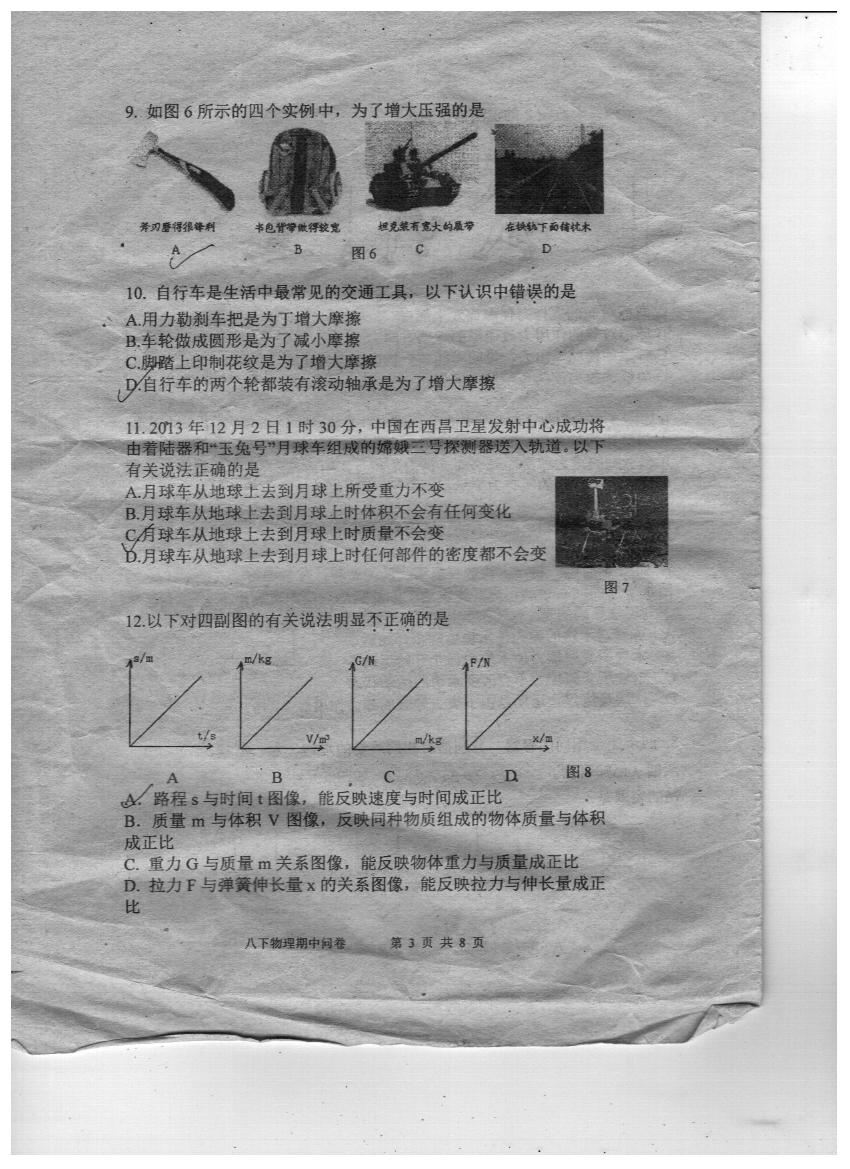 9. 如图 6 所示的四个实例中，为了增大压强的是
斧刃磨得很锋利 书包背带做得较宽 坦克装有宽大的履带 在铁轨下面铺枕木
A B 图6 C D
10. 自行车是生活中最常见的交通工具，以下认识中错误的是
A.用力勒刹车把是为了增大摩擦
B.车轮做成圆形是为了减小摩擦
C.脚踏上印制花纹是为了增大摩擦
D.自行车的两个轮都装有滚动轴承是为了增大摩擦
11. 2013 年 12 月 2 日 1 时 30 分，中国在西昌卫星发射中心成功将
由着陆器和“玉兔号”月球车组成的嫦娥三号探测器送入轨道。以下
有关说法正确的是
A.月球车从地球上去到月球上所受重力不变
B.月球车从地球上去到月球上时体积不会有任何变化
C.月球车从地球上去到月球上时质量不会变
D.月球车从地球上去到月球上时任何部件的密度都不会变
图 7
12.以下对四副图的有关说法明显不正确的是
s/m m/kg G/N F/N
t/s V/m³ m/kg x/m
A B C D 图 8
A. 路程 s 与时间 t 图像，能反映速度与时间成正比
B. 质量 m 与体积 V 图像，反映同种物质组成的物体质量与体积
成正比
C. 重力 G 与质量 m 关系图像，能反映物体重力与质量成正比
D. 拉力 F 与弹簧伸长量 x 的关系图像，能反映拉力与伸长量成正
比
八下物理期中问卷 第 3 页 共 8 页